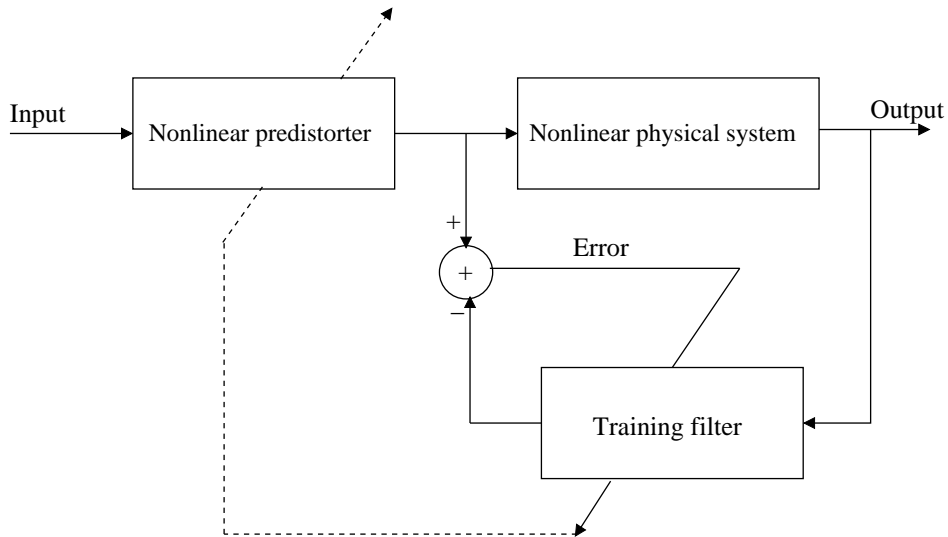 Input
Nonlinear predistorter
Nonlinear physical system
Output
+
+
−
Error
Training filter